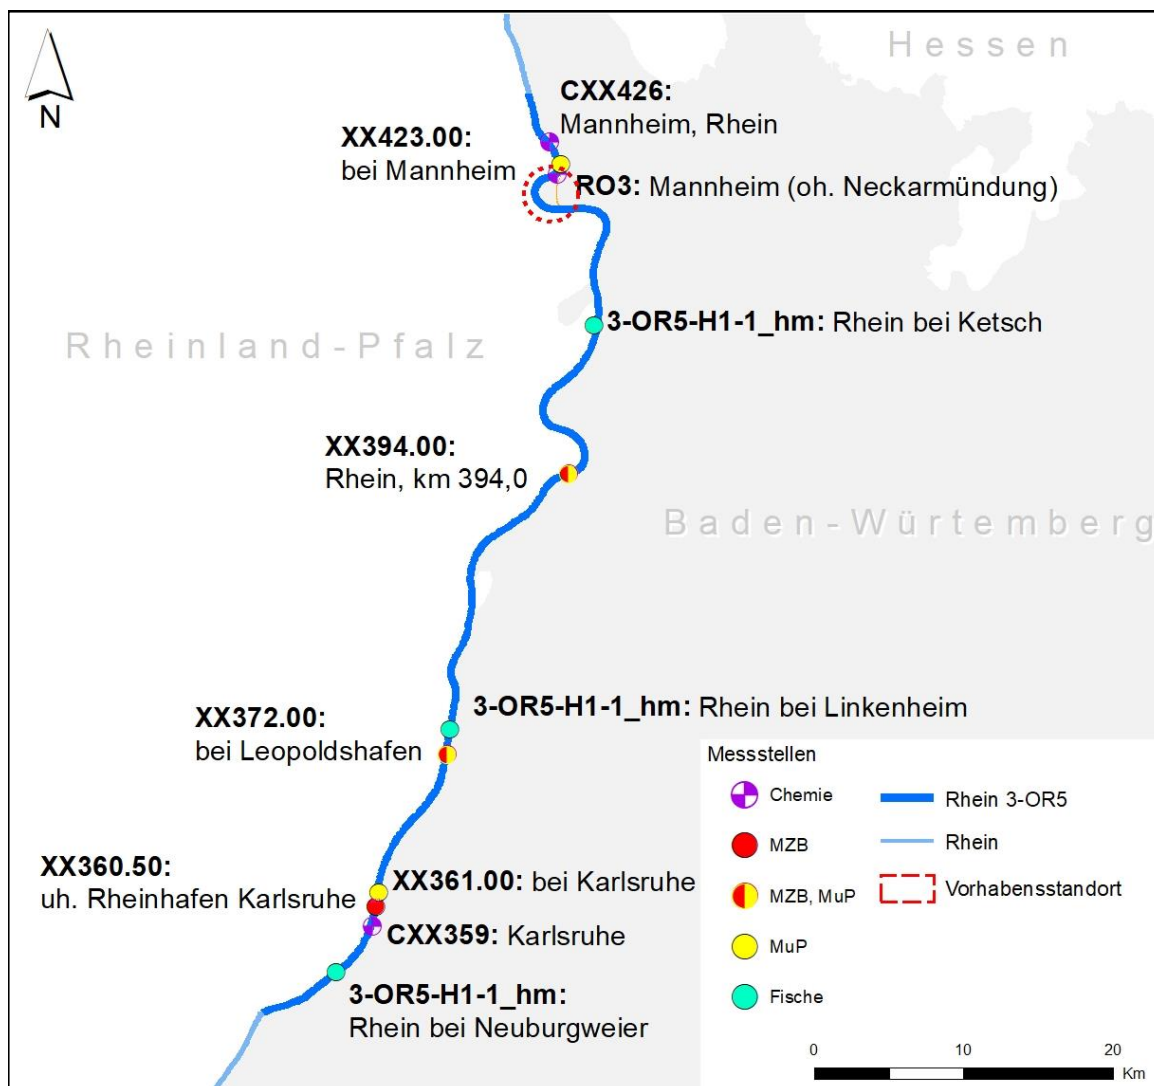 Hessen
N
CXX426:
Mannheim, Rhein
XX423.00:
bei Mannheim
RO3: Mannheim (oh. Neckarmündung)
3-OR5-H1-1_hm: Rhein bei Ketsch
Rheinland-Pfalz
XX394.00:
Rhein, km 394,0
Baden-Würtemberg
3-OR5-H1-1_hm: Rhein bei Linkenheim
XX372.00:
bei Leopoldshafen
XX360.50:
uh. Rheinhafen Karlsruhe
XX361.00: bei Karlsruhe
CXX359: Karlsruhe
3-OR5-H1-1_hm:
Rhein bei Neuburgweier
Messstellen
Chemie
MZB
MZB, MuP
MuP
Fische
Rhein 3-OR5
Rhein
Vorhabensstandort
0 10 20
Km